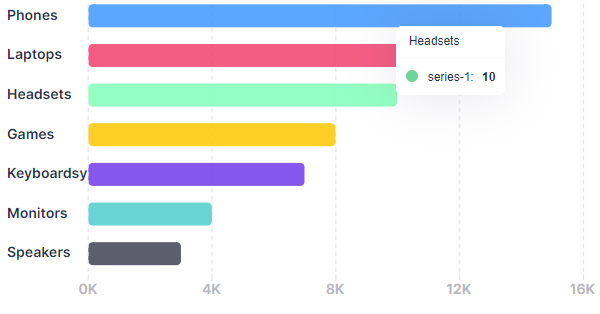 Phones
Laptops
Headsets
Games
Keyboardsy
Monitors
Speakers
Headsets
series-1: 10
0K 4K 8K 12K 16K